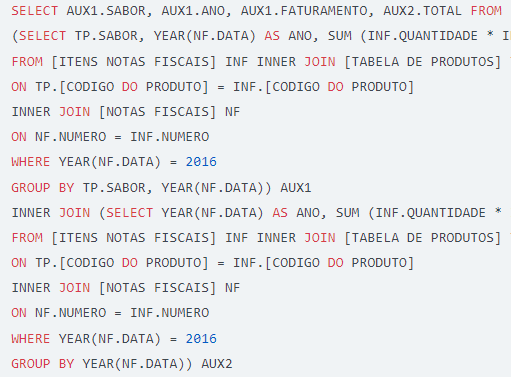 SELECT AUX1.SABOR, AUX1.ANO, AUX1.FATURAMENTO, AUX2.TOTAL FROM
(SELECT TP.SABOR, YEAR(NF.DATA) AS ANO, SUM (INF.QUANTIDADE *
FROM [ITENS NOTAS FISCAIS] INF INNER JOIN [TABELA DE PRODUTOS]
ON TP.[CODIGO DO PRODUTO] = INF.[CODIGO DO PRODUTO]
INNER JOIN [NOTAS FISCAIS] NF
ON NF.NUMERO = INF.NUMERO
WHERE YEAR(NF.DATA) = 2016
GROUP BY TP.SABOR, YEAR(NF.DATA)) AUX1
INNER JOIN (SELECT YEAR(NF.DATA) AS ANO, SUM (INF.QUANTIDADE *
FROM [ITENS NOTAS FISCAIS] INF INNER JOIN [TABELA DE PRODUTOS]
ON TP.[CODIGO DO PRODUTO] = INF.[CODIGO DO PRODUTO]
INNER JOIN [NOTAS FISCAIS] NF
ON NF.NUMERO = INF.NUMERO
WHERE YEAR(NF.DATA) = 2016
GROUP BY YEAR(NF.DATA)) AUX2